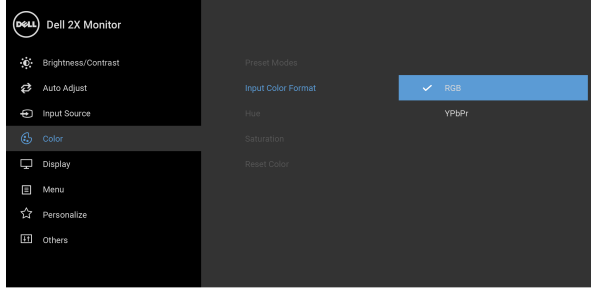 DELL Dell 2X Monitor
Brightness/Contrast
Auto Adjust
Input Source
Color
Display
Menu
Personalize
Others
Preset Modes
Input Color Format
Hue
Saturation
Reset Color
RGB
YPbPr